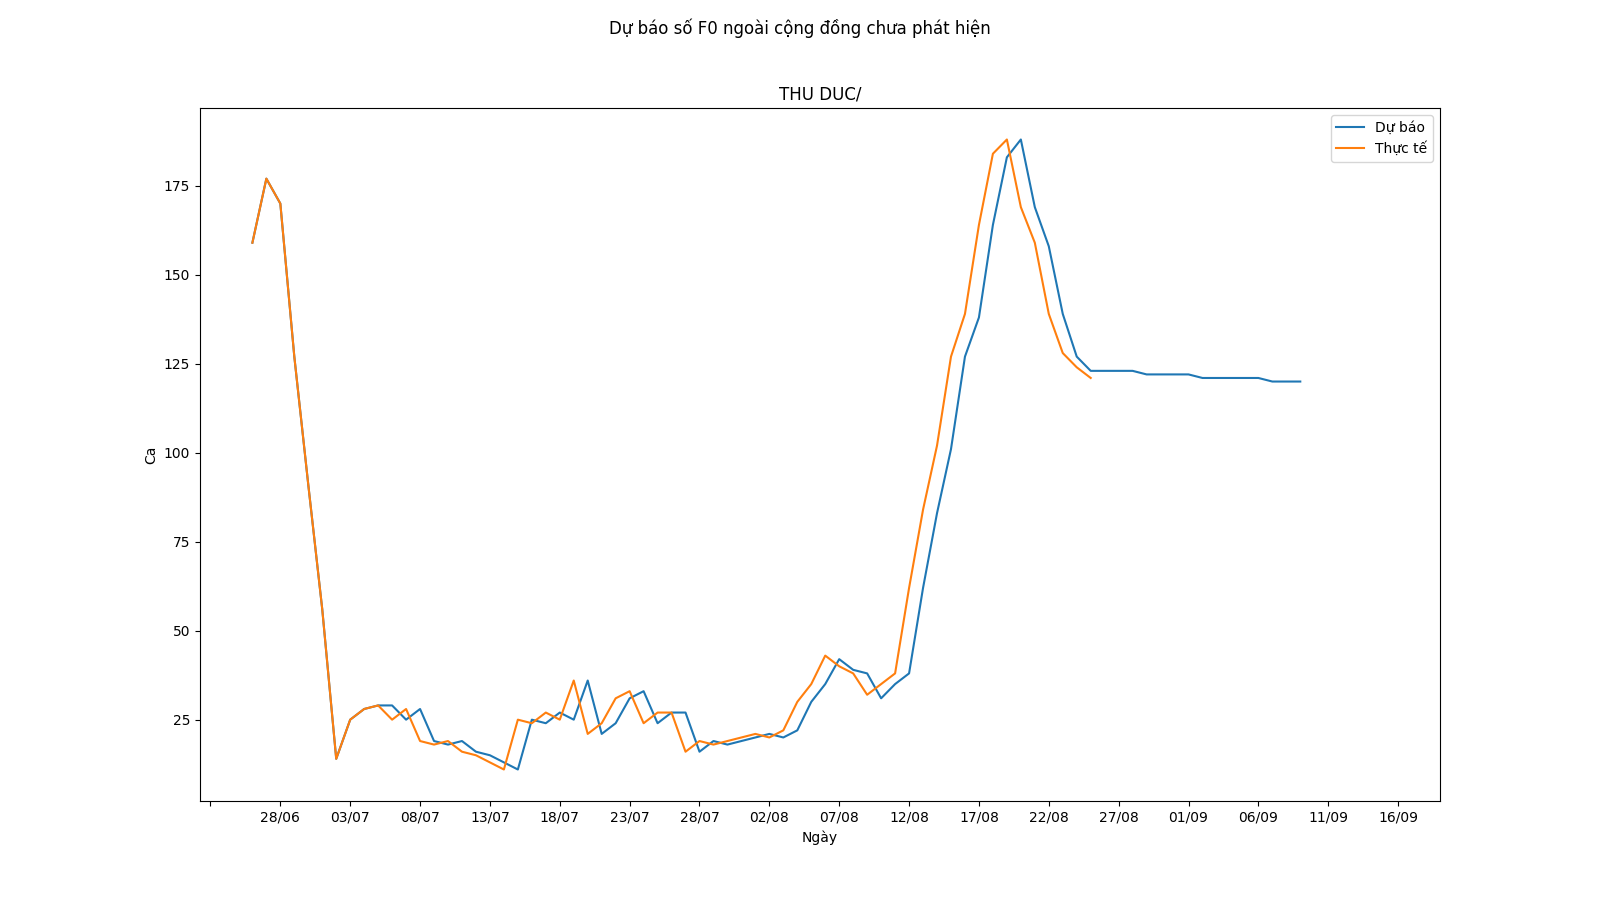 Dự báo số F0 ngoài cộng đồng chưa phát hiện
THU DUC/
Dự báo
Thực tế
175
150
125
100
75
50
25
Ca
28/06 03/07 08/07 13/07 18/07 23/07 28/07 02/08 07/08 12/08 17/08 22/08 27/08 01/09 06/09 11/09 16/09
Ngày